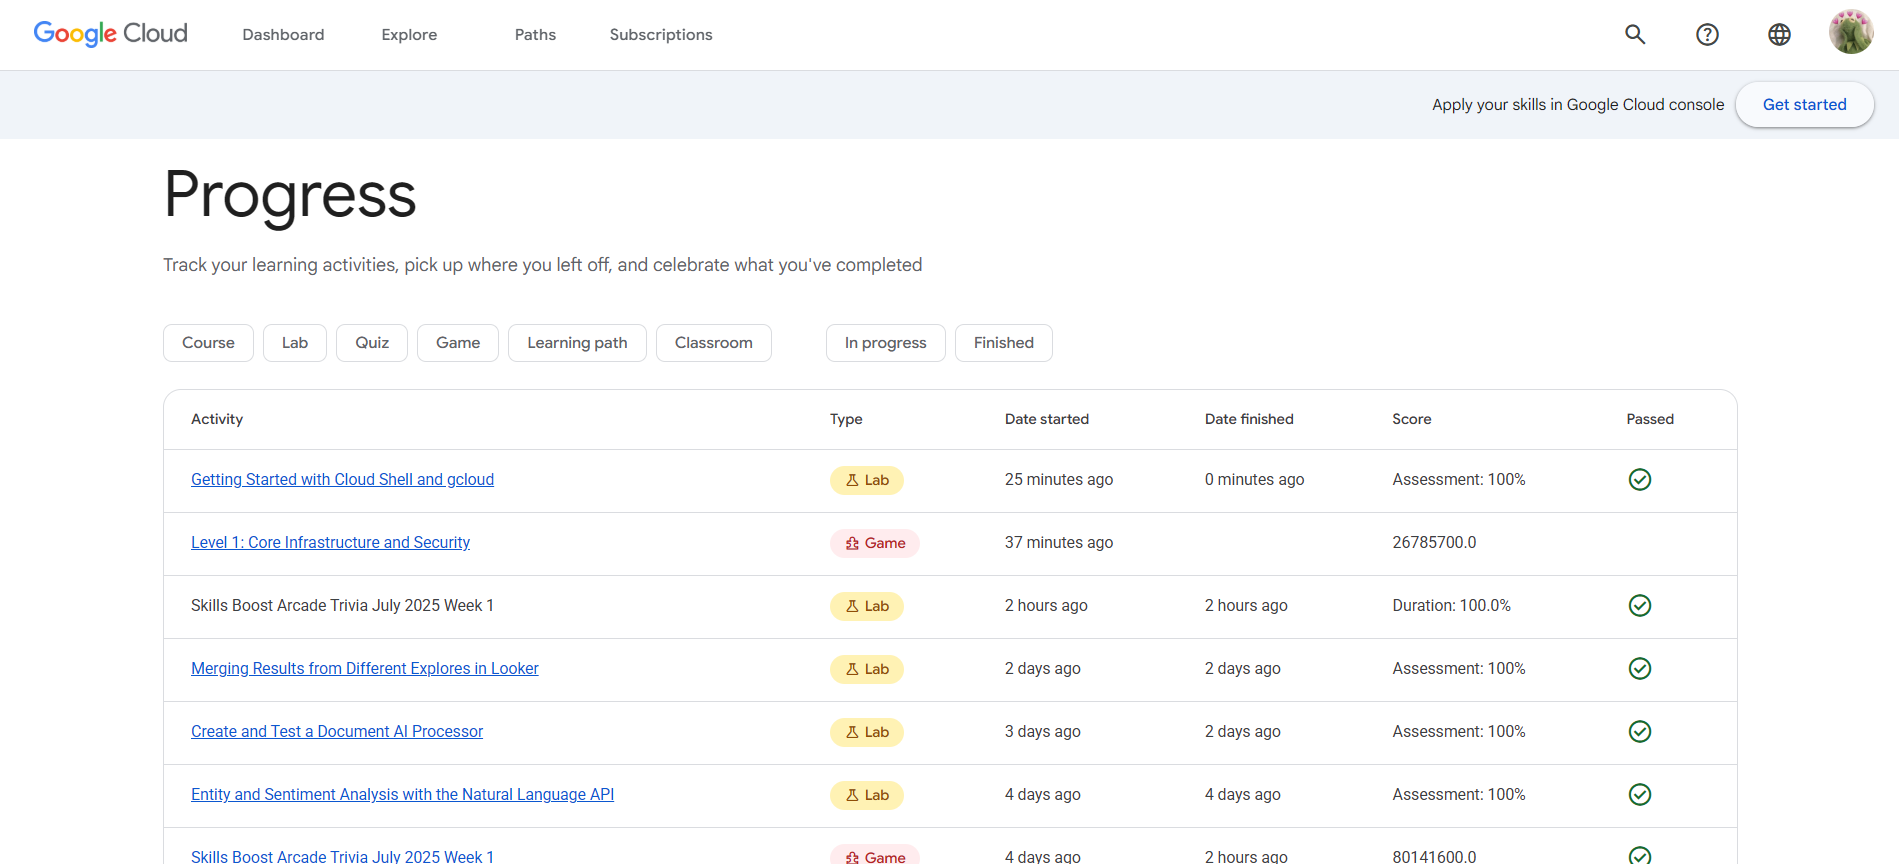 Google Cloud Dashboard Explore Paths Subscriptions
Apply your skills in Google Cloud console Get started
Progress
Track your learning activities, pick up where you left off, and celebrate what you've completed
Course Lab Quiz Game Learning path Classroom In progress Finished
Activity Type Date started Date finished Score Passed
Getting Started with Cloud Shell and gcloud Lab 25 minutes ago 0 minutes ago Assessment: 100%
Level 1: Core Infrastructure and Security Game 37 minutes ago 26785700.0
Skills Boost Arcade Trivia July 2025 Week 1 Lab 2 hours ago 2 hours ago Duration: 100.0%
Merging Results from Different Explores in Looker Lab 2 days ago 2 days ago Assessment: 100%
Create and Test a Document AI Processor Lab 3 days ago 2 days ago Assessment: 100%
Entity and Sentiment Analysis with the Natural Language API Lab 4 days ago 4 days ago Assessment: 100%
Skills Boost Arcade Trivia July 2025 Week 1 Game 4 days ago 2 hours ago 80141600.0